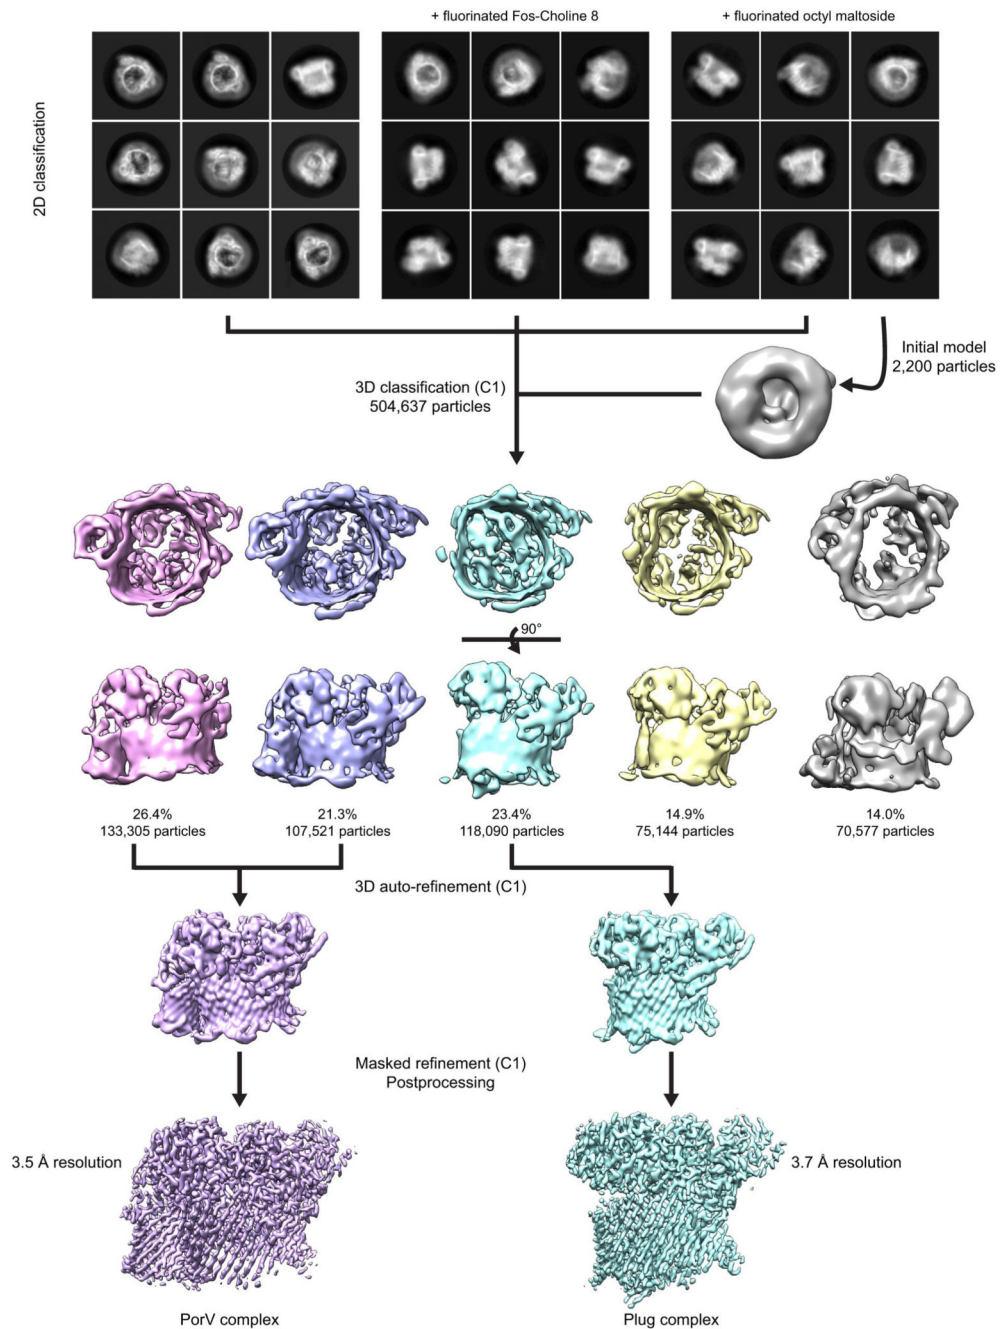 + fluorinated Fos-Choline 8
+ fluorinated octyl maltoside
2D classification
Initial model
2,200 particles
3D classification (C1)
504,637 particles
90°
26.4%
133,305 particles
21.3%
107,521 particles
23.4%
118,090 particles
14.9%
75,144 particles
14.0%
70,577 particles
3D auto-refinement (C1)
Masked refinement (C1)
Postprocessing
3.5 Å resolution
3.7 Å resolution
PorV complex
Plug complex